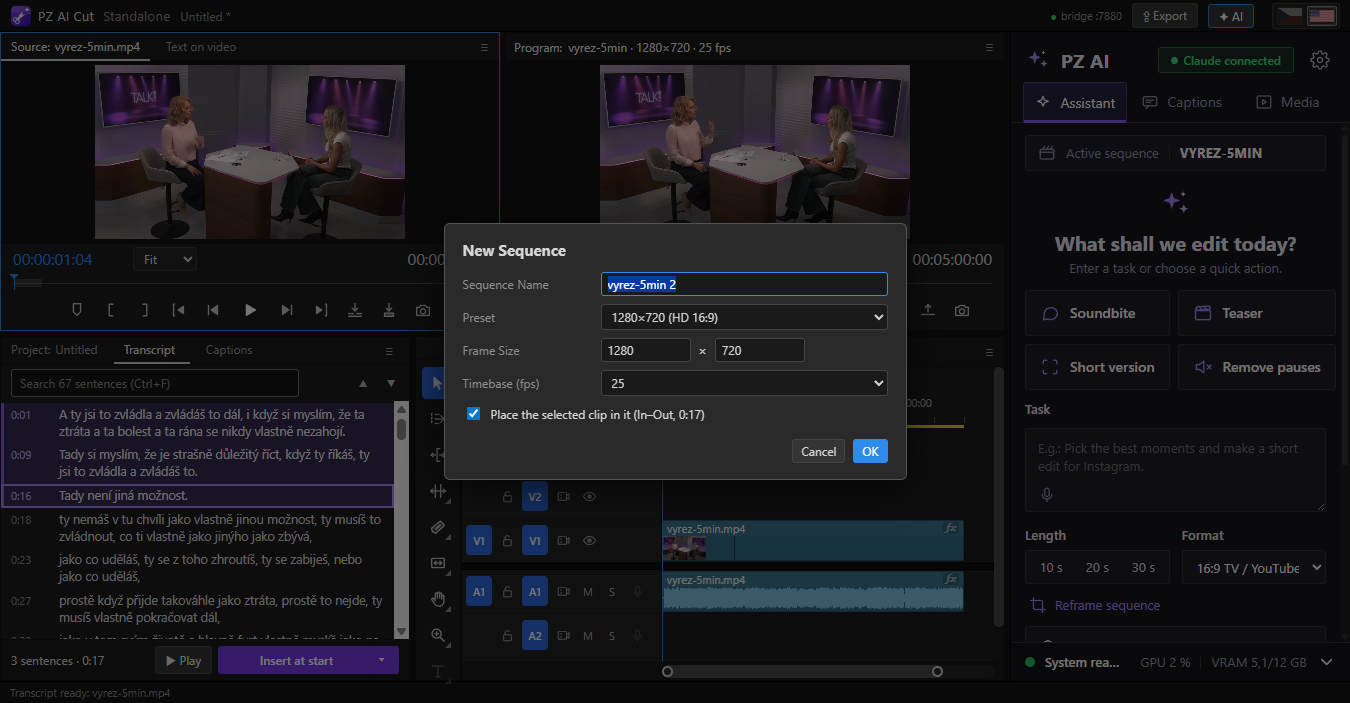 PZ AI Cut Standalone Untitled *
bridge :7880
Export
AI
Source: vyrez-5min.mp4
Text on video
Program: vyrez-5min · 1280×720 · 25 fps
TALK!
TALK!
00:00:01:04
Fit
00:00
00:05:00:00
PZ AI
Claude connected
Assistant
Captions
Media
Active sequence
VYREZ-5MIN
What shall we edit today?
Enter a task or choose a quick action.
Soundbite
Teaser
Short version
Remove pauses
Task
E.g.: Pick the best moments and make a short
edit for Instagram.
Length
Format
10 s
20 s
30 s
16:9 TV / YouTube
Reframe sequence
System rea...
GPU 2 %
VRAM 5,1/12 GB
New Sequence
Sequence Name
vyrez-5min 2
Preset
1280×720 (HD 16:9)
Frame Size
1280
×
720
Timebase (fps)
25
Place the selected clip in it (In–Out, 0:17)
Cancel
OK
Project: Untitled
Transcript
Captions
Search 67 sentences (Ctrl+F)
0:01 A ty jsi to zvládla a zvládáš to dál, i když si myslím, že ta
ztráta a ta bolest a ta rána se nikdy vlastně nezahojí.
0:09 Tady si myslím, že je strašně důležitý říct, když ty říkáš, ty
jsi to zvládla a zvládáš to.
0:16 Tady není jiná možnost.
0:18 ty nemáš v tu chvíli jako vlastně jinou možnost, ty musíš to
zvládnout, co ti vlastně jako jinýho jako zbývá,
0:23 jako co uděláš, ty se z toho zhroutíš, ty se zabiješ, nebo
jako co uděláš,
0:27 prostě když přijde takováhle jako ztráta, prostě to nejde, ty
musíš vlastně pokračovat dál,
3 sentences · 0:17
Play
Insert at start
Transcript ready: vyrez-5min.mp4
00:00
V2
V1
V1
vyrez-5min.mp4
fx
A1
A1
M
S
vyrez-5min.mp4
fx
A2
M
S